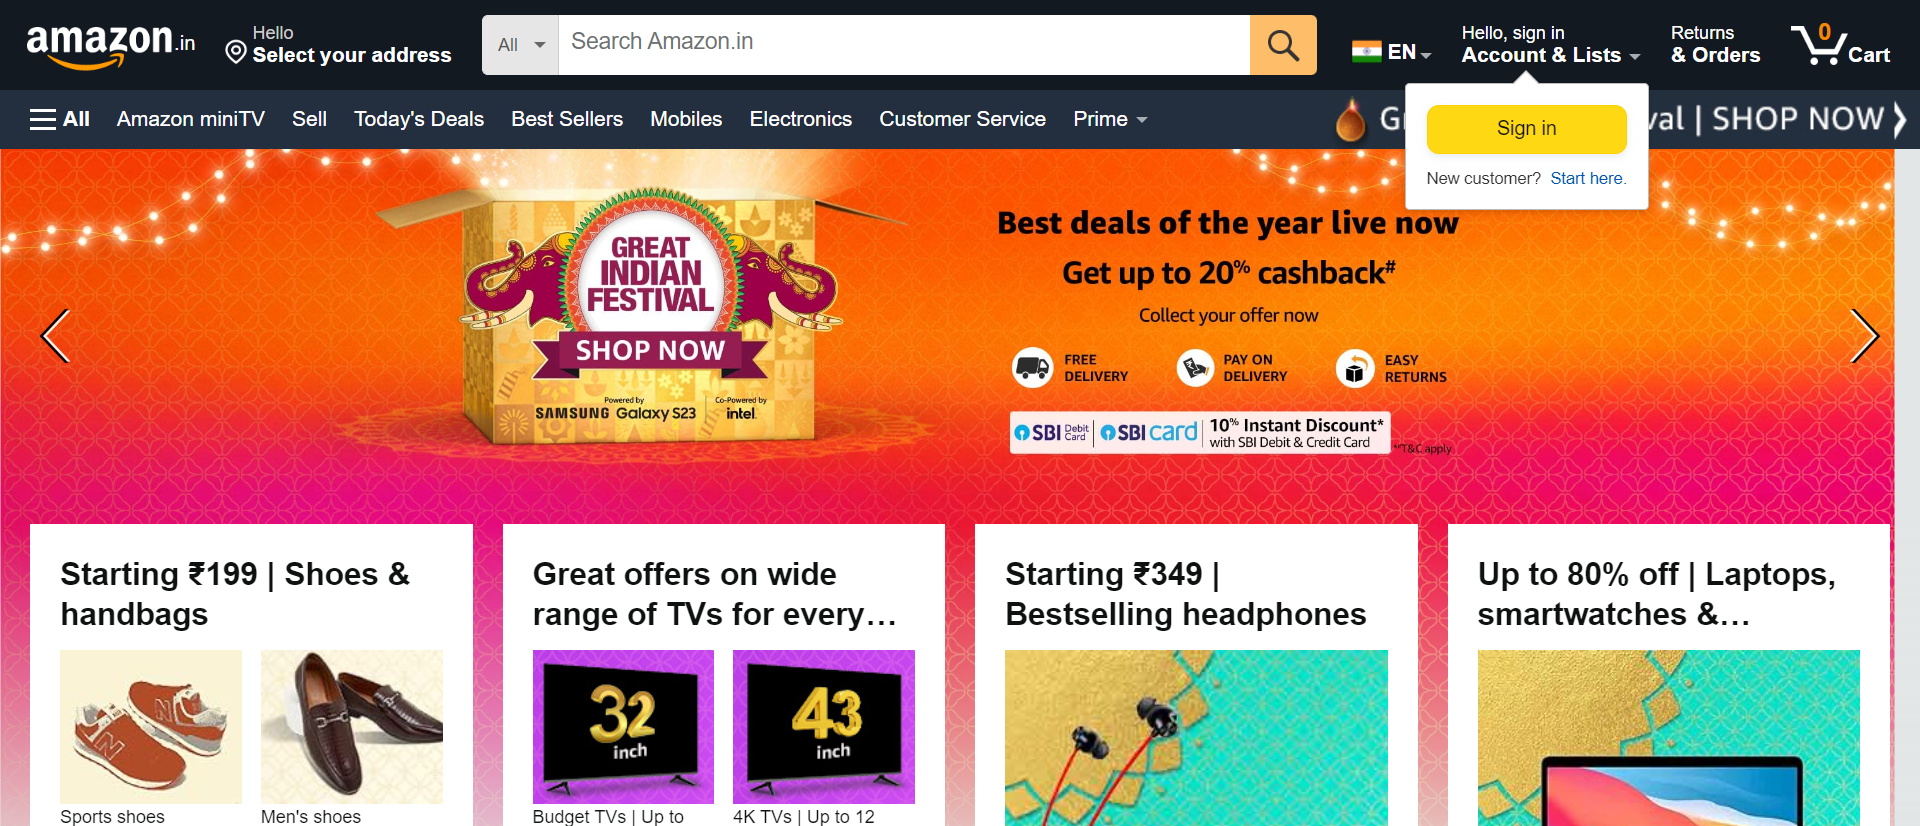 amazon.in
Hello
Select your address
All
Search Amazon.in
EN
Hello, sign in
Account & Lists
Returns
& Orders
0
Cart
All
Amazon miniTV
Sell
Today's Deals
Best Sellers
Mobiles
Electronics
Customer Service
Prime
| SHOP NOW
Sign in
New customer? Start here.
GREAT
INDIAN
FESTIVAL
SHOP NOW
Powered by
SAMSUNG Galaxy S23
Co-Powered by
intel
Best deals of the year live now
Get up to 20% cashback#
Collect your offer now
FREE
DELIVERY
PAY ON
DELIVERY
EASY
RETURNS
SBI Debit
Card
SBI card
10% Instant Discount*
with SBI Debit & Credit Card
*T&C apply
Starting ₹199 | Shoes &
handbags
Great offers on wide
range of TVs for every…
Starting ₹349 |
Bestselling headphones
Up to 80% off | Laptops,
smartwatches &…
N
N
32
inch
43
inch
Sports shoes
Men's shoes
Budget TVs | Up to
4K TVs | Up to 12